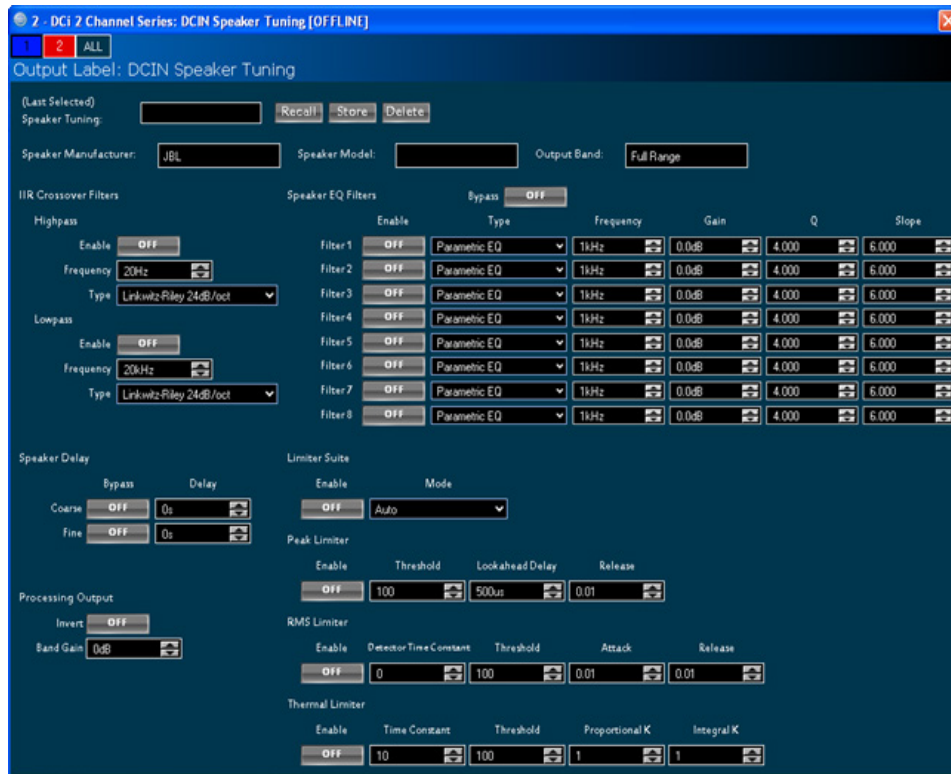 2 - DCi 2 Channel Series: DCIN Speaker Tuning [OFFLINE]
1 2 ALL
Output Label: DCIN Speaker Tuning
(Last Selected)
Speaker Tuning: Recall Store Delete
Speaker Manufacturer: JBL Speaker Model: Output Band: Full Range
IIR Crossover Filters Speaker EQ Filters Bypass OFF
Highpass Enable Type Frequency Gain Q Slope
Enable OFF Filter 1 OFF Parametric EQ 1kHz 0.0dB 4.000 6.000
Frequency 20Hz Filter 2 OFF Parametric EQ 1kHz 0.0dB 4.000 6.000
Type Linkwitz-Riley 24dB/oct Filter 3 OFF Parametric EQ 1kHz 0.0dB 4.000 6.000
Lowpass Filter 4 OFF Parametric EQ 1kHz 0.0dB 4.000 6.000
Enable OFF Filter 5 OFF Parametric EQ 1kHz 0.0dB 4.000 6.000
Frequency 20kHz Filter 6 OFF Parametric EQ 1kHz 0.0dB 4.000 6.000
Type Linkwitz-Riley 24dB/oct Filter 7 OFF Parametric EQ 1kHz 0.0dB 4.000 6.000
Filter 8 OFF Parametric EQ 1kHz 0.0dB 4.000 6.000
Speaker Delay
Bypass Delay
Coarse OFF 0s
Fine OFF 0s
Processing Output
Invert OFF
Band Gain 0dB
Limiter Suite
Enable Mode
OFF Auto
Peak Limiter
Enable Threshold Lookahead Delay Release
OFF 100 500us 0.01
RMS Limiter
Enable Detector Time Constant Threshold Attack Release
OFF 0 100 0.01 0.01
Thermal Limiter
Enable Time Constant Threshold Proportional K Integral K
OFF 10 100 1 1